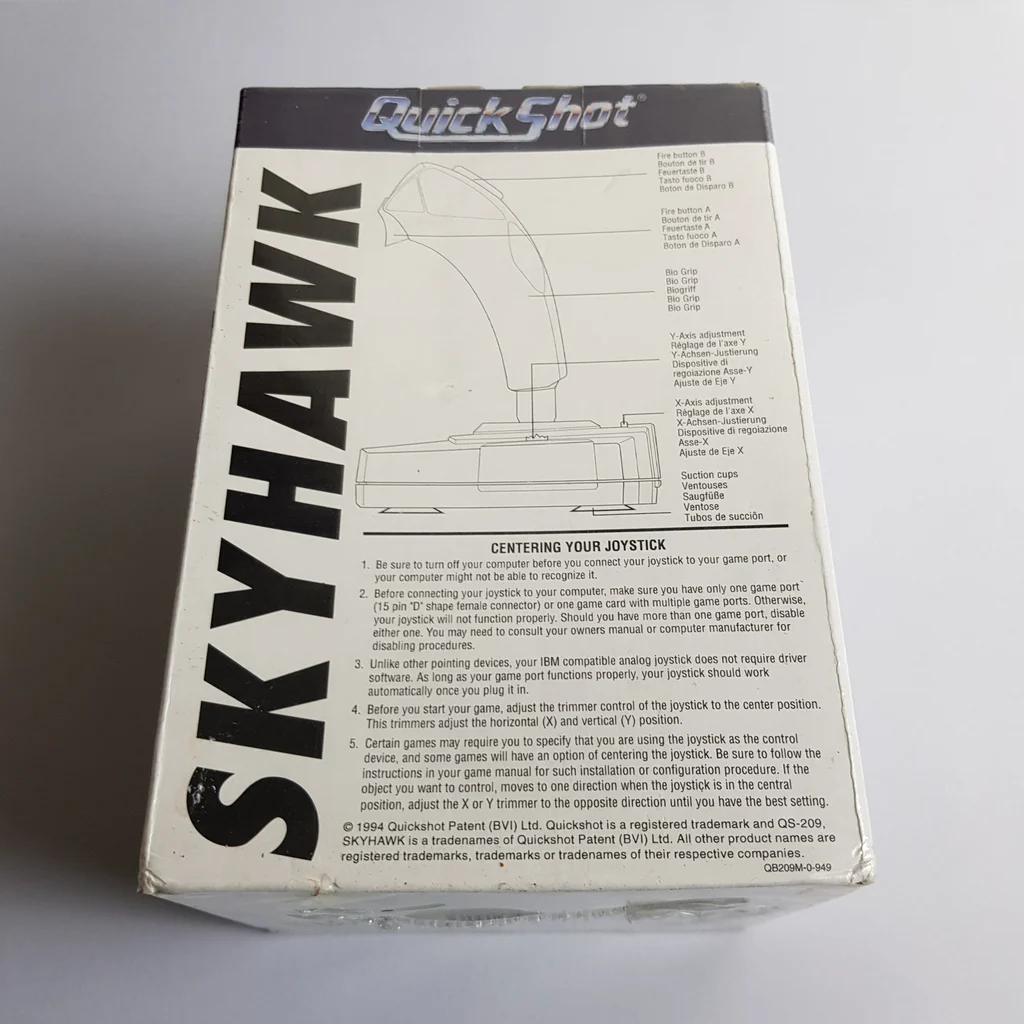 QuickShot®
SKYHAWK
Fire button B
Bouton de tir B
Feuertaste B
Tasto fuoco B
Boton de Disparo B
Fire button A
Bouton de tir A
Feuertaste A
Tasto fuoco A
Boton de Disparo A
Bio Grip
Bio Grip
Biogriff
Bio Grip
Bio Grip
Y-Axis adjustment
Réglage de l'axe Y
Y-Achsen-Justierung
Dispositive di
regoiazione Asse-Y
Ajuste de Eje Y
X-Axis adjustment
Réglage de l'axe X
X-Achsen-Justierung
Dispositive di regoiazione
Asse-X
Ajuste de Eje X
Suction cups
Ventouses
Saugfüße
Ventose
Tubos de succiõn
CENTERING YOUR JOYSTICK
1. Be sure to turn off your computer before you connect your joystick to your game port, or
your computer might not be able to recognize it.
2. Before connecting your joystick to your computer, make sure you have only one game port
(15 pin "D" shape female connector) or one game card with multiple game ports. Otherwise,
your joystick will not function properly. Should you have more than one game port, disable
either one. You may need to consult your owners manual or computer manufacturer for
disabling procedures.
3. Unlike other pointing devices, your IBM compatible analog joystick does not require driver
software. As long as your game port functions properly, your joystick should work
automatically once you plug it in.
4. Before you start your game, adjust the trimmer control of the joystick to the center position.
This trimmers adjust the horizontal (X) and vertical (Y) position.
5. Certain games may require you to specify that you are using the joystick as the control
device, and some games will have an option of centering the joystick. Be sure to follow the
instructions in your game manual for such installation or configuration procedure. If the
object you want to control, moves to one direction when the joystick is in the central
position, adjust the X or Y trimmer to the opposite direction until you have the best setting.
© 1994 Quickshot Patent (BVI) Ltd. Quickshot is a registered trademark and QS-209,
SKYHAWK is a tradenames of Quickshot Patent (BVI) Ltd. All other product names are
registered trademarks, trademarks or tradenames of their respective companies.
QB209M-0-949